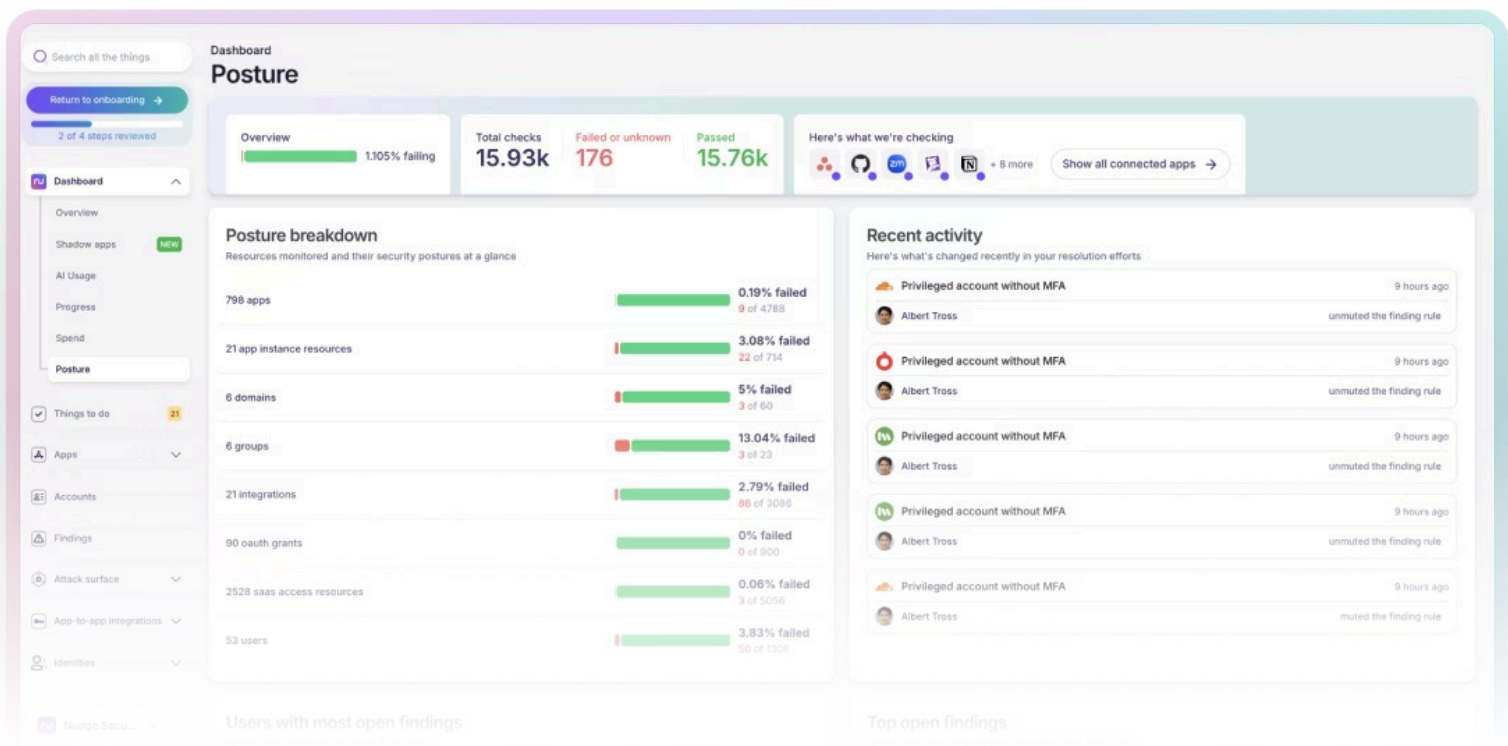 Search all the things
Return to onboarding →
2 of 4 steps reviewed
Dashboard
Overview
Shadow apps NEW
AI Usage
Progress
Spend
Posture
Things to do 21
Apps
Accounts
Findings
Attack surface
App-to-app integrations
Identities
Nudge Secu...
Dashboard
Posture
Overview
1.105% failing
Total checks
15.93k
Failed or unknown
176
Passed
15.76k
Here's what we're checking
zm
+ 8 more
Show all connected apps →
Posture breakdown
Resources monitored and their security postures at a glance
798 apps
0.19% failed
9 of 4788
21 app instance resources
3.08% failed
22 of 714
6 domains
5% failed
3 of 60
6 groups
13.04% failed
3 of 23
21 integrations
2.79% failed
86 of 3086
90 oauth grants
0% failed
0 of 900
2528 saas access resources
0.06% failed
3 of 5056
53 users
3.83% failed
50 of 1306
Users with most open findings
Recent activity
Here's what's changed recently in your resolution efforts
Privileged account without MFA 9 hours ago
Albert Tross unmuted the finding rule
Privileged account without MFA 9 hours ago
Albert Tross unmuted the finding rule
Privileged account without MFA 9 hours ago
Albert Tross unmuted the finding rule
Privileged account without MFA 9 hours ago
Albert Tross unmuted the finding rule
Privileged account without MFA 9 hours ago
Albert Tross muted the finding rule
Top open findings